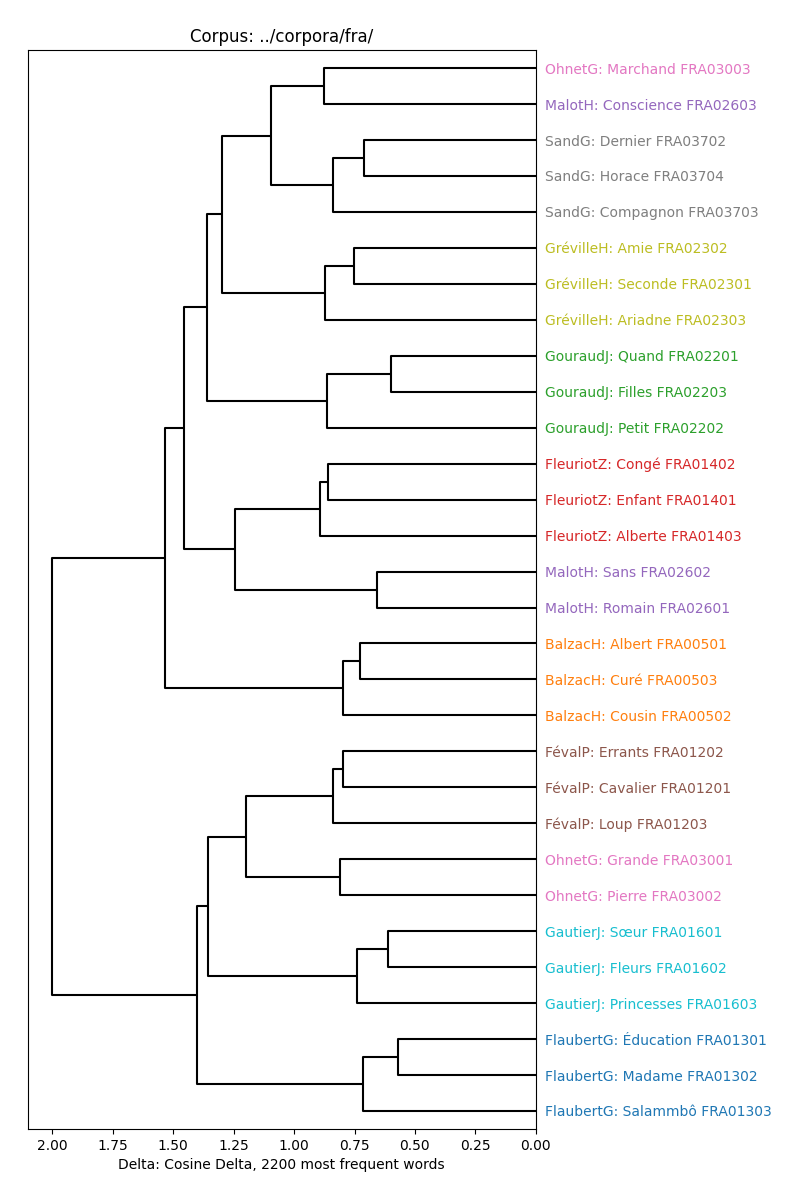 Corpus: ../corpora/fra/
OhnetG: Marchand FRA03003
MalotH: Conscience FRA02603
SandG: Dernier FRA03702
SandG: Horace FRA03704
SandG: Compagnon FRA03703
GrévilleH: Amie FRA02302
GrévilleH: Seconde FRA02301
GrévilleH: Ariadne FRA02303
GouraudJ: Quand FRA02201
GouraudJ: Filles FRA02203
GouraudJ: Petit FRA02202
FleuriotZ: Congé FRA01402
FleuriotZ: Enfant FRA01401
FleuriotZ: Alberte FRA01403
MalotH: Sans FRA02602
MalotH: Romain FRA02601
BalzacH: Albert FRA00501
BalzacH: Curé FRA00503
BalzacH: Cousin FRA00502
FévalP: Errants FRA01202
FévalP: Cavalier FRA01201
FévalP: Loup FRA01203
OhnetG: Grande FRA03001
OhnetG: Pierre FRA03002
GautierJ: Sœur FRA01601
GautierJ: Fleurs FRA01602
GautierJ: Princesses FRA01603
FlaubertG: Éducation FRA01301
FlaubertG: Madame FRA01302
FlaubertG: Salammbô FRA01303
2.00 1.75 1.50 1.25 1.00 0.75 0.50 0.25 0.00
Delta: Cosine Delta, 2200 most frequent words